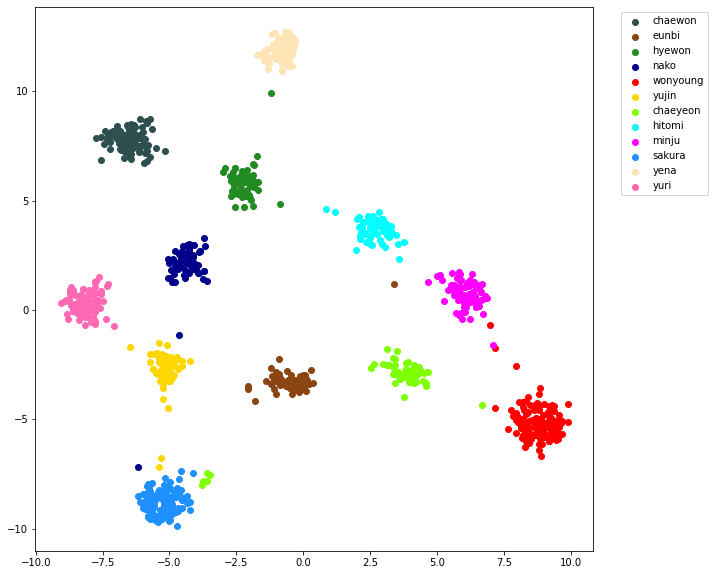 chaewon
eunbi
hyewon
nako
wonyoung
yujin
chaeyeon
hitomi
minju
sakura
yena
yuri
10
5
0
−5
−10
−10.0 −7.5 −5.0 −2.5 0.0 2.5 5.0 7.5 10.0